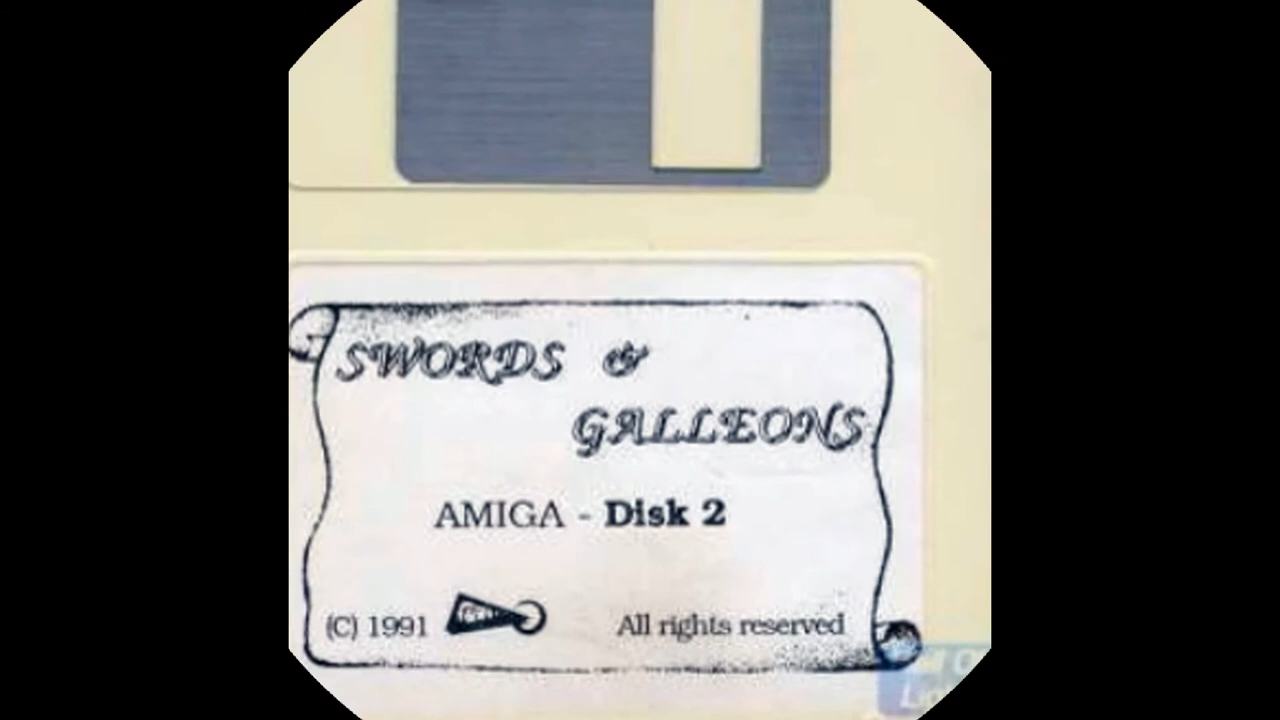 SWORDS &
GALLEONS
AMIGA - Disk 2
(C) 1991
All rights reserved